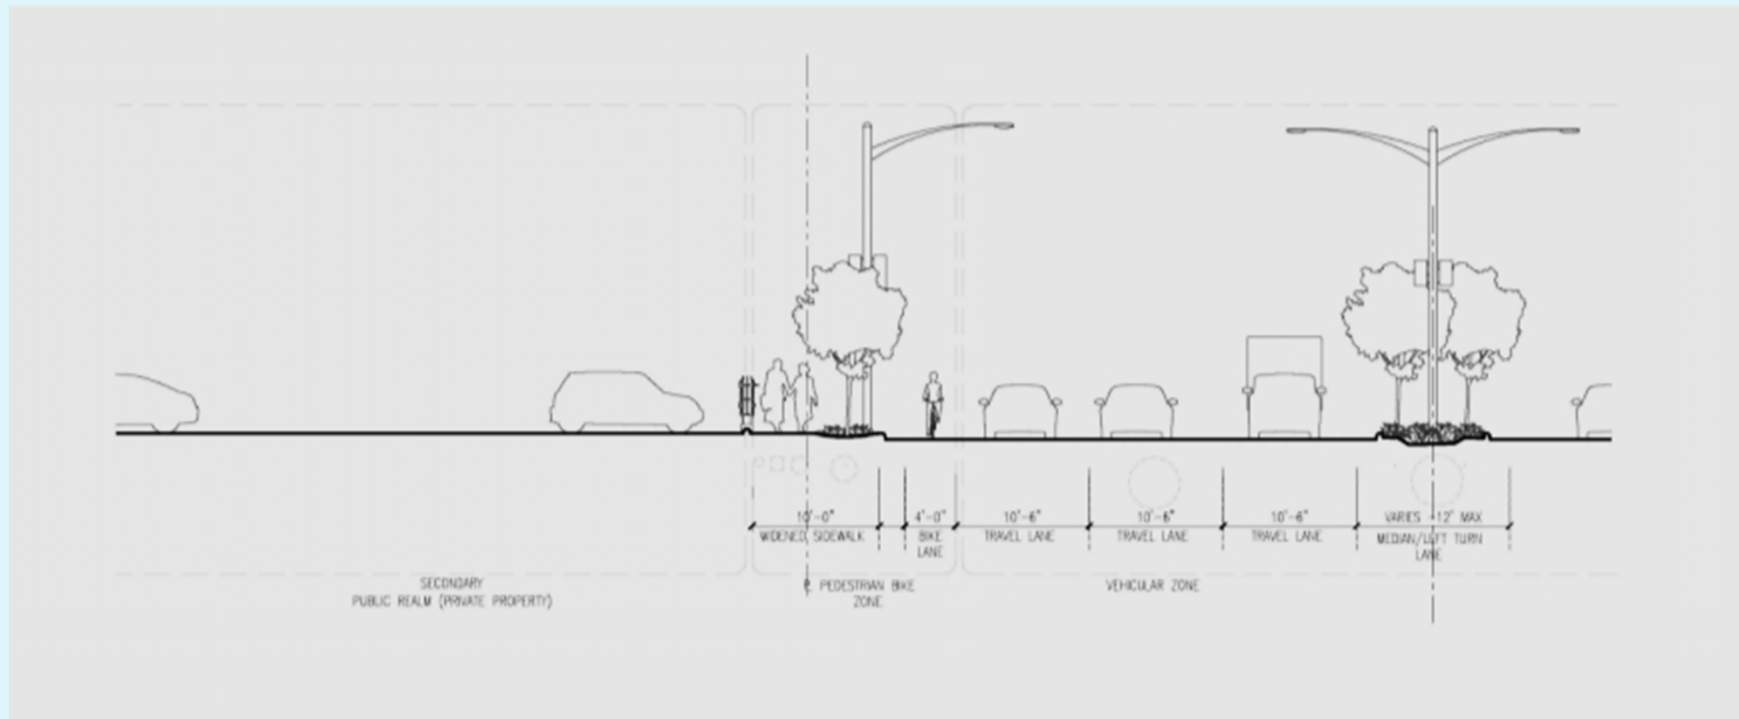 10'-0"
4'-0"
10'-6"
10'-6"
10'-6"
VARIES -12' MAX
WIDENED SIDEWALK
BIKE
LANE
TRAVEL LANE
TRAVEL LANE
TRAVEL LANE
MEDIAN/LEFT TURN
LANE
SECONDARY
PUBLIC REALM (PRIVATE PROPERTY)
PEDESTRIAN BIKE
ZONE
VEHICULAR ZONE